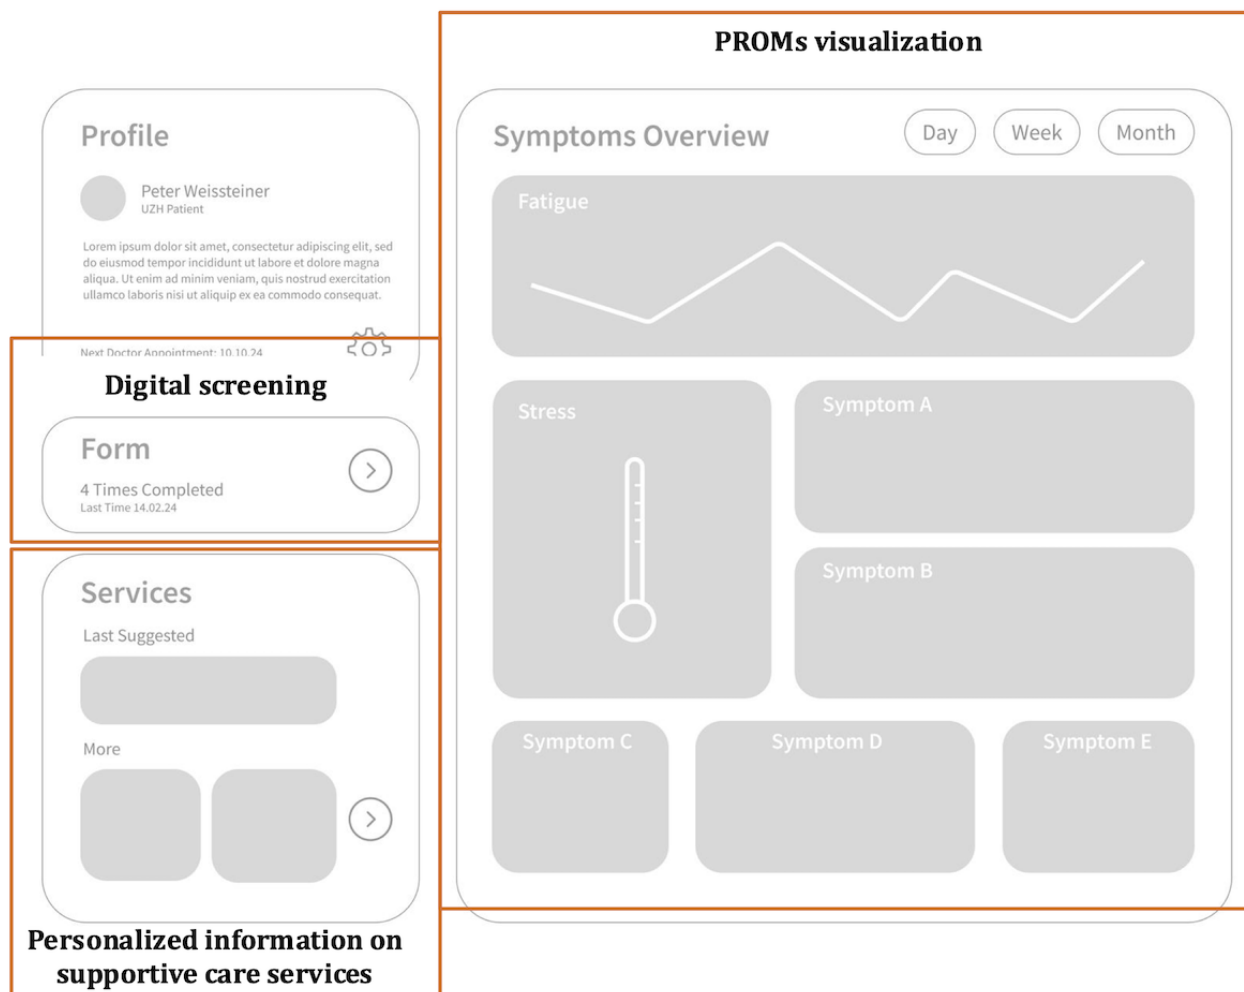 PROMs visualization
Profile
Peter Weissteiner
UZH Patient
Lorem ipsum dolor sit amet, consectetur adipiscing elit, sed
do eiusmod tempor incididunt ut labore et dolore magna
aliqua. Ut enim ad minim veniam, quis nostrud exercitation
ullamco laboris nisi ut aliquip ex ea commodo consequat.
Next Doctor Appointment: 10.10.24
Digital screening
Form
4 Times Completed
Last Time 14.02.24
Services
Last Suggested
More
Personalized information on
supportive care services
Symptoms Overview
Day
Week
Month
Fatigue
Stress
Symptom A
Symptom B
Symptom C
Symptom D
Symptom E